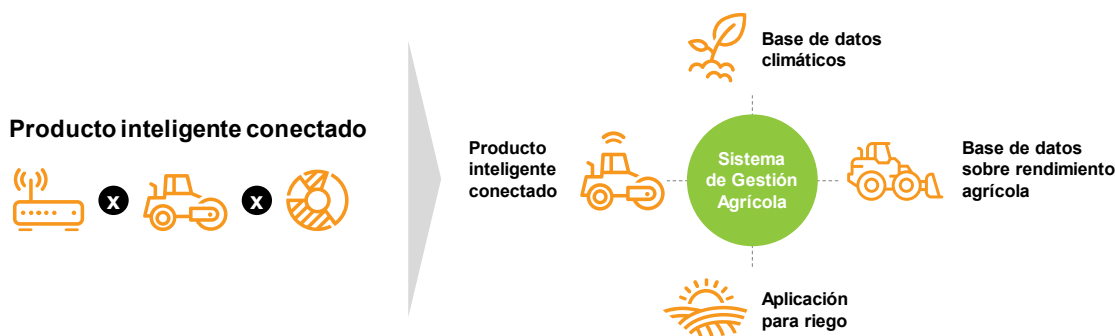 Producto inteligente conectado
x
x
Base de datos
climáticos
Producto
inteligente
conectado
Sistema
de Gestión
Agrícola
Base de datos
sobre rendimiento
agrícola
Aplicación
para riego